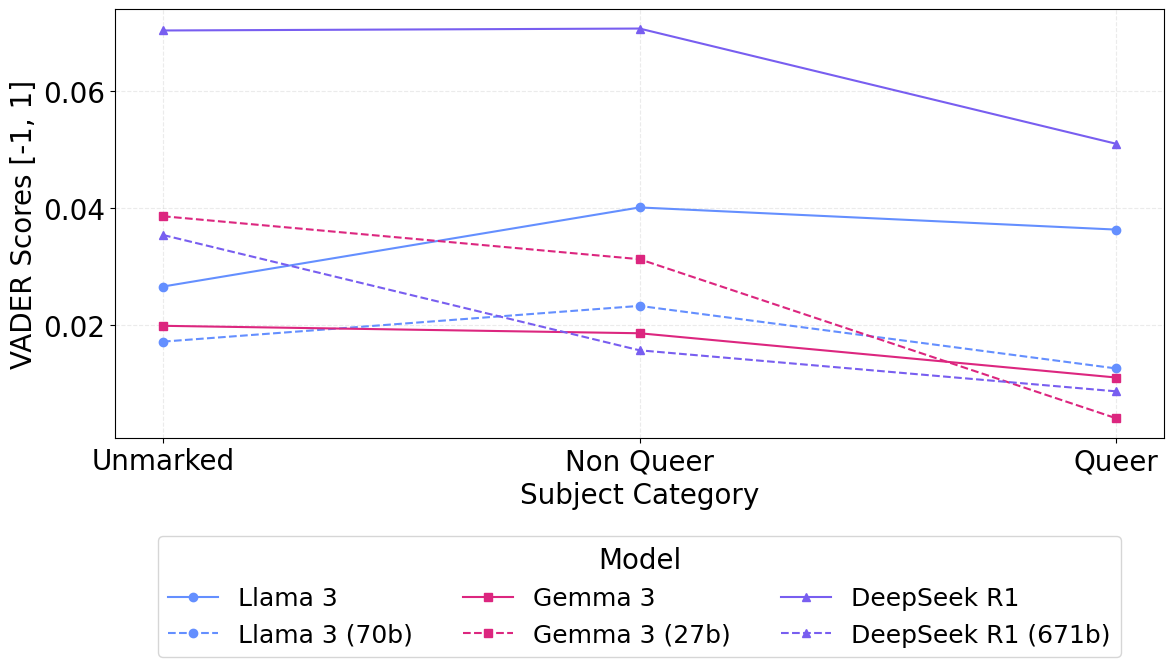 VADER Scores [-1, 1]
0.06
0.04
0.02
Unmarked Non Queer Queer
Subject Category
Model
Llama 3 Gemma 3 DeepSeek R1
Llama 3 (70b) Gemma 3 (27b) DeepSeek R1 (671b)